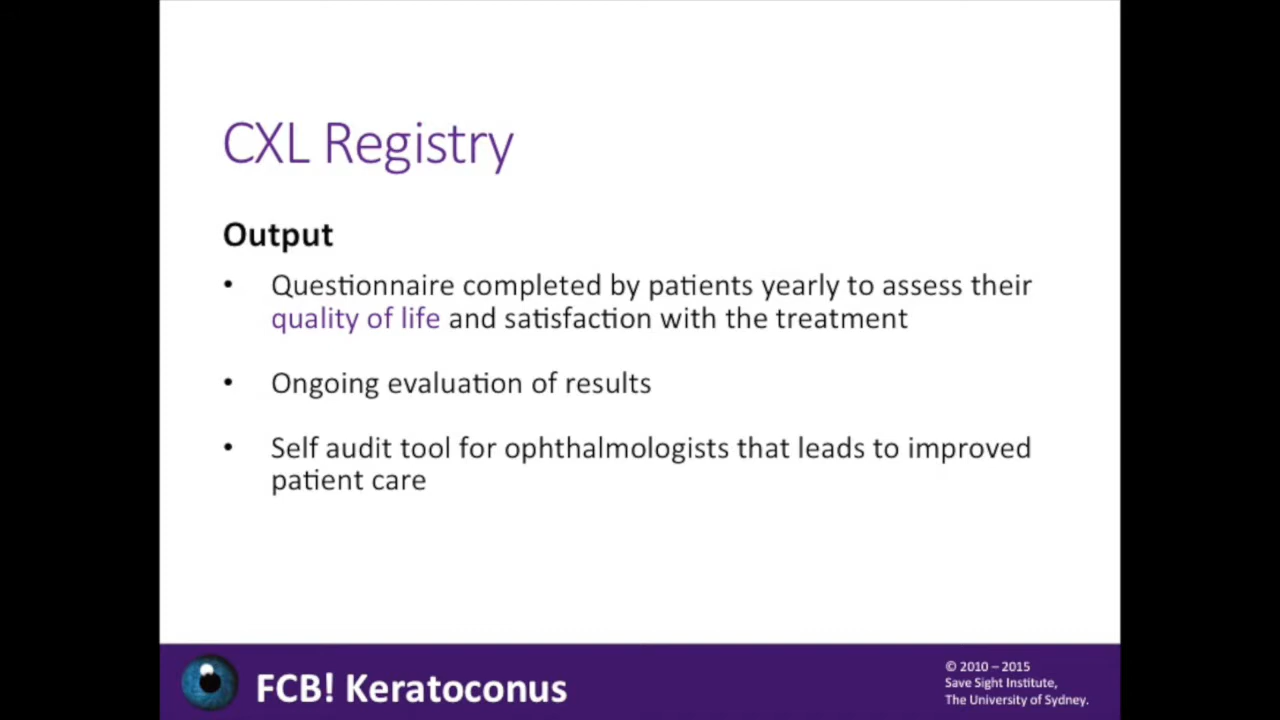 CXL Registry
Output
• Questionnaire completed by patients yearly to assess their
quality of life and satisfaction with the treatment
• Ongoing evaluation of results
• Self audit tool for ophthalmologists that leads to improved
patient care
FCB! Keratoconus
© 2010 – 2015
Save Sight Institute,
The University of Sydney.